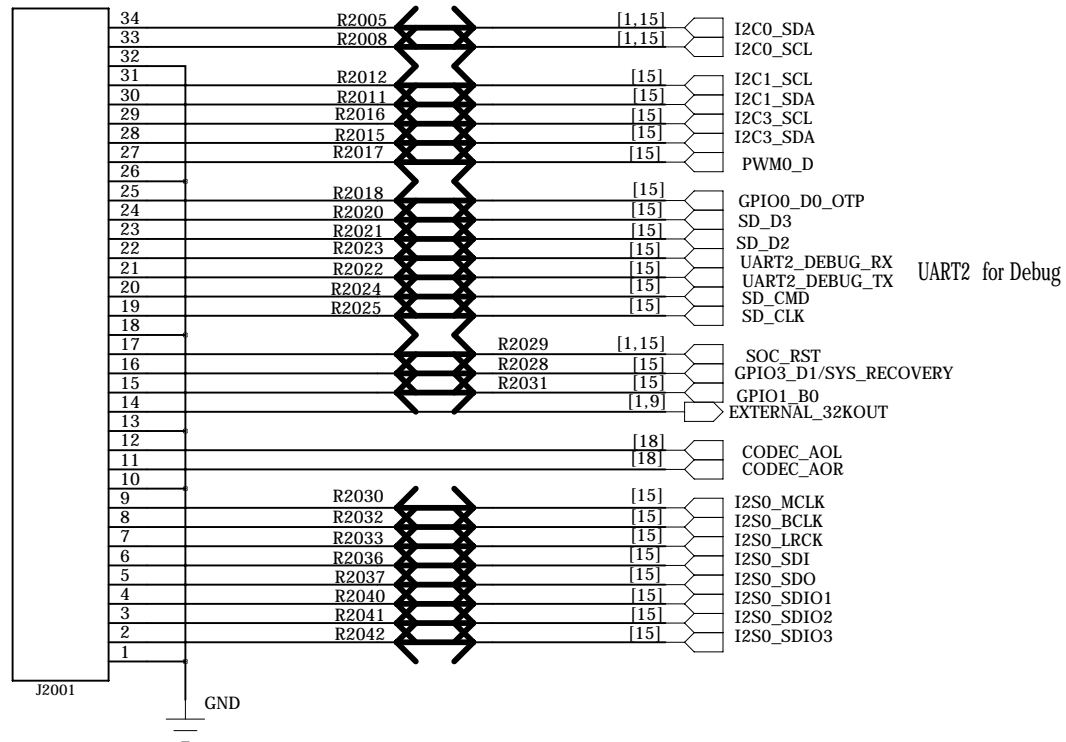 34 R2005 [1,15] I2C0_SDA
33 R2008 [1,15] I2C0_SCL
32
31 R2012 [15] I2C1_SCL
30 R2011 [15] I2C1_SDA
29 R2016 [15] I2C3_SCL
28 R2015 [15] I2C3_SDA
27 R2017 [15] PWM0_D
26
25 R2018 [15] GPIO0_D0_OTP
24 R2020 [15] SD_D3
23 R2021 [15] SD_D2
22 R2023 [15] UART2_DEBUG_RX UART2 for Debug
21 R2022 [15] UART2_DEBUG_TX
20 R2024 [15] SD_CMD
19 R2025 [15] SD_CLK
18
17 R2029 [1,15] SOC_RST
16 R2028 [15] GPIO3_D1/SYS_RECOVERY
15 R2031 [15] GPIO1_B0
14 [1,9] EXTERNAL_32KOUT
13
12 [18] CODEC_AOL
11 [18] CODEC_AOR
10
9 R2030 [15] I2S0_MCLK
8 R2032 [15] I2S0_BCLK
7 R2033 [15] I2S0_LRCK
6 R2036 [15] I2S0_SDI
5 R2037 [15] I2S0_SDO
4 R2040 [15] I2S0_SDIO1
3 R2041 [15] I2S0_SDIO2
2 R2042 [15] I2S0_SDIO3
1
J2001
GND